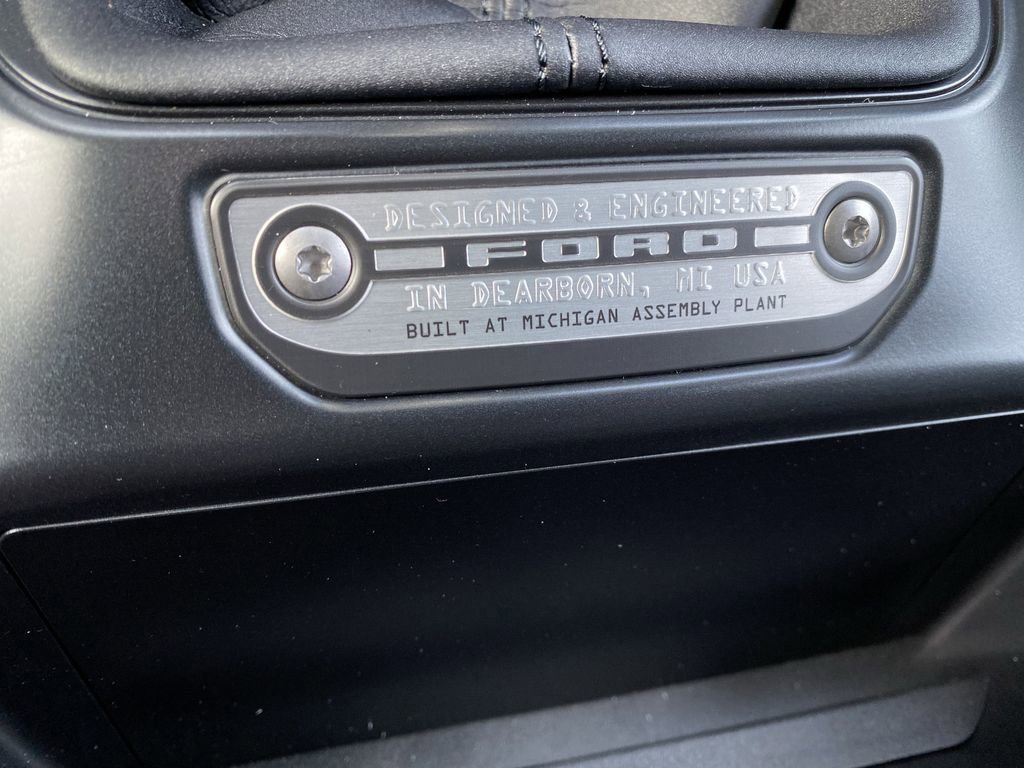 DESIGNED & ENGINEERED
FORD
IN DEARBORN, MI USA
BUILT AT MICHIGAN ASSEMBLY PLANT